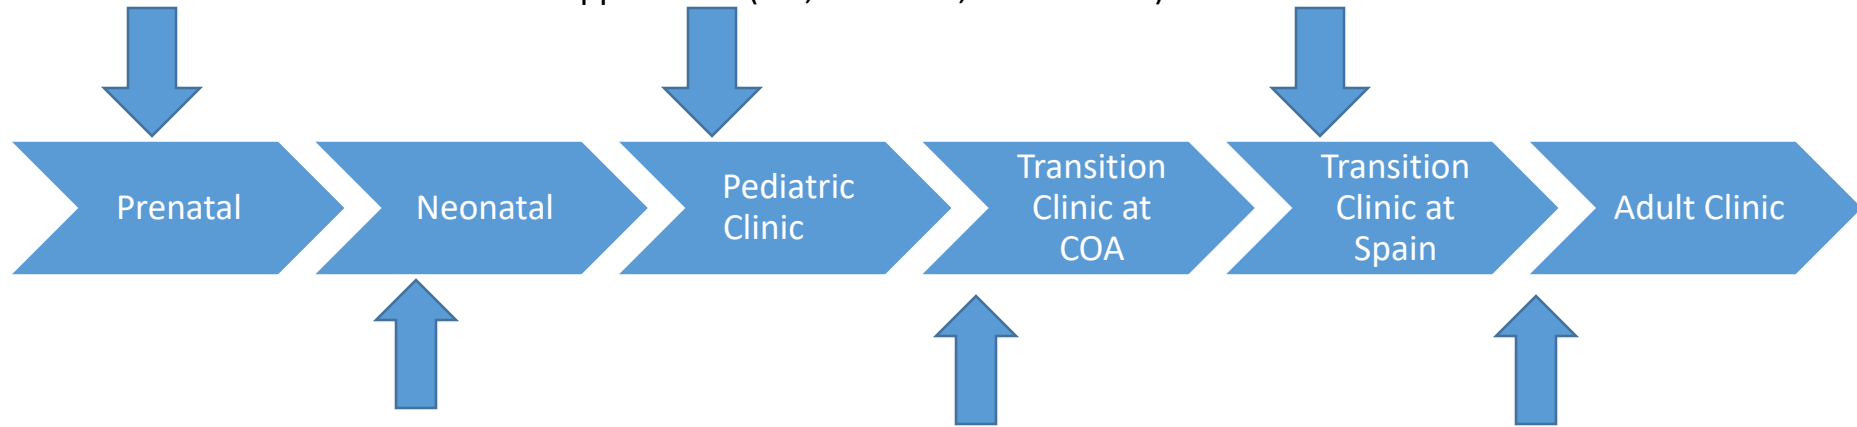 Prenatal
Neonatal
Pediatric
Clinic
Transition
Clinic at
COA
Transition
Clinic at
Spain
Adult Clinic